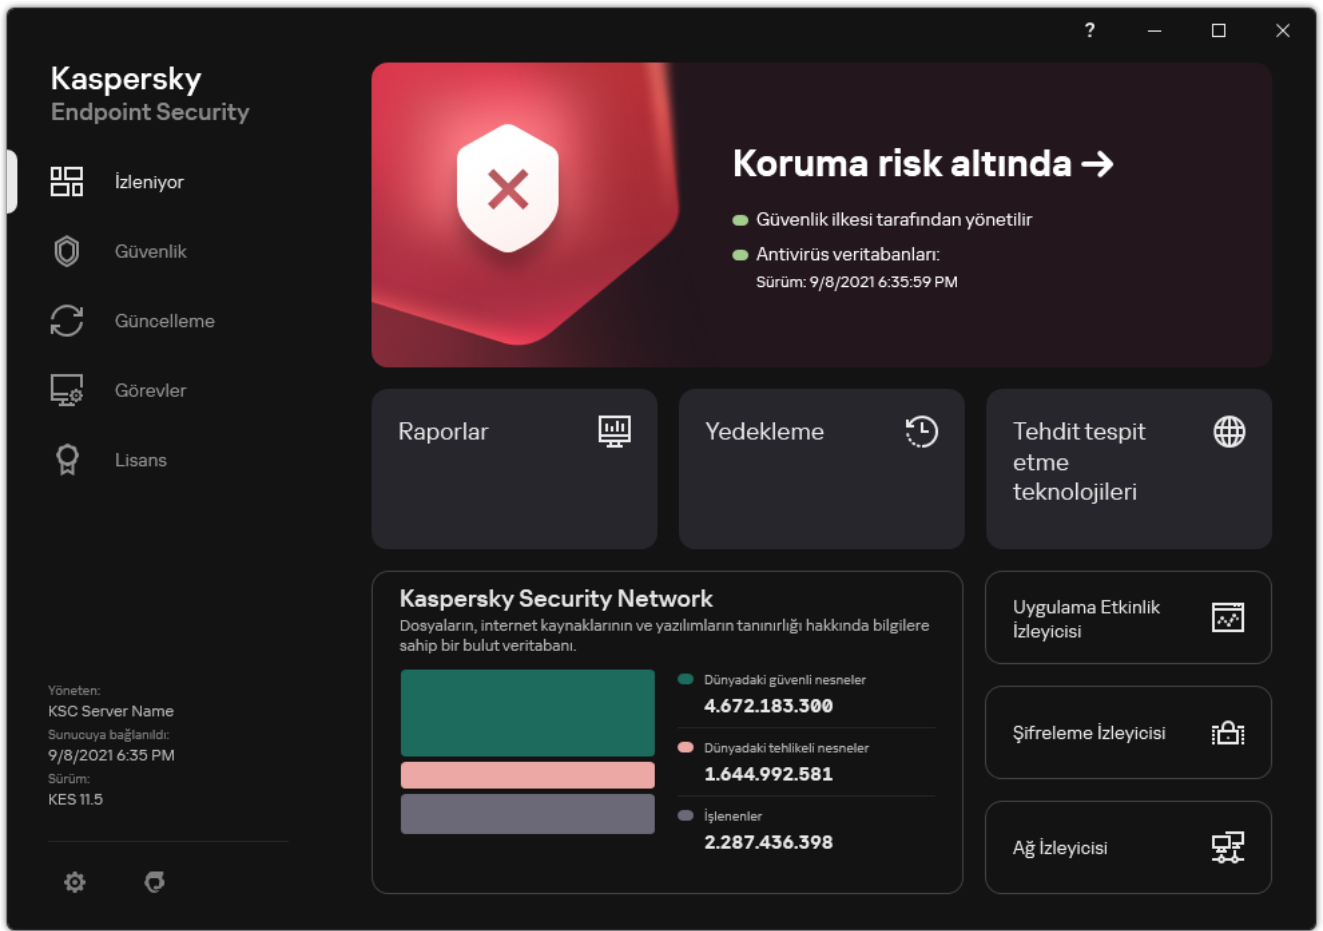 ?
Kaspersky
Endpoint Security
İzleniyor
Güvenlik
Güncelleme
Görevler
Lisans
Yöneten:
KSC Server Name
Sunucuya bağlanıldı:
9/8/2021 6:35 PM
Sürüm:
KES 11.5
Koruma risk altında →
Güvenlik ilkesi tarafından yönetilir
Antivirüs veritabanları:
Sürüm: 9/8/2021 6:35:59 PM
Raporlar
Yedekleme
Tehdit tespit
etme
teknolojileri
Kaspersky Security Network
Dosyaların, internet kaynaklarının ve yazılımların tanınırlığı hakkında bilgilere
sahip bir bulut veritabanı.
Dünyadaki güvenli nesneler
4.672.183.300
Dünyadaki tehlikeli nesneler
1.644.992.581
İşlenenler
2.287.436.398
Uygulama Etkinlik
İzleyicisi
Şifreleme İzleyicisi
Ağ İzleyicisi